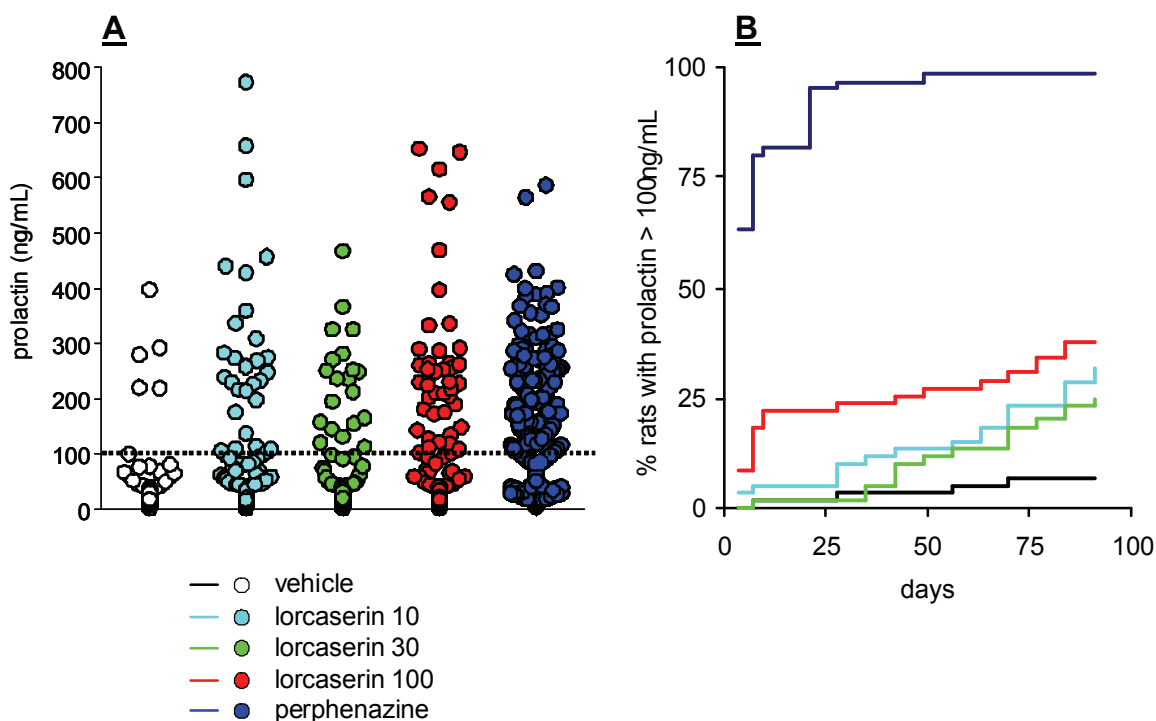 A
800
700
600
500
400
300
200
100
0
prolactin (ng/mL)
B
100
75
50
25
0
% rats with prolactin > 100ng/mL
0 25 50 75 100
days
vehicle
lorcaserin 10
lorcaserin 30
lorcaserin 100
perphenazine